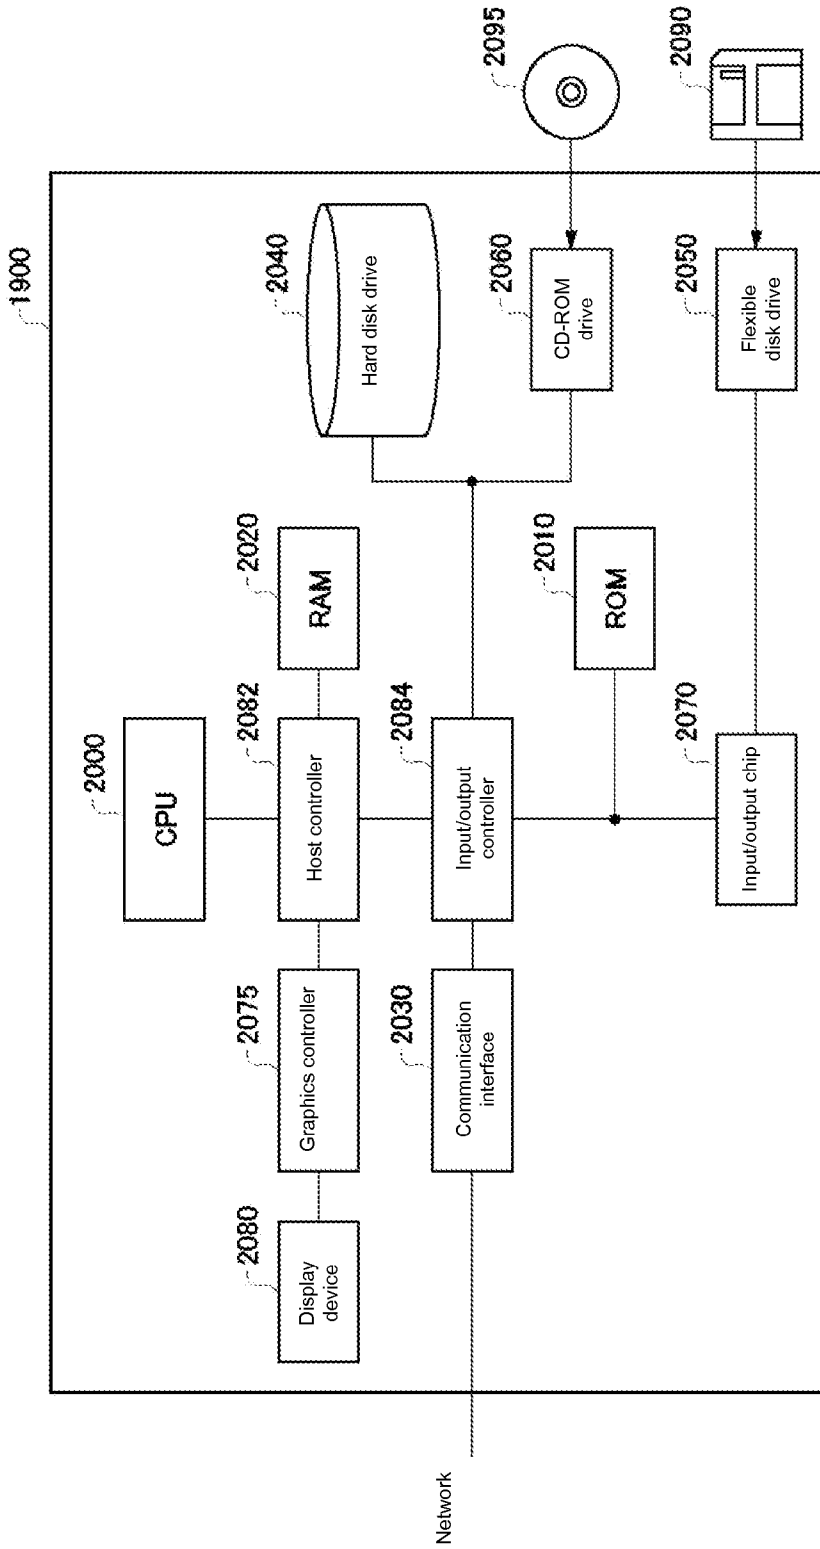 1900
2000
CPU
2080
Display
device
2075
Graphics controller
2082
Host controller
2020
RAM
2040
Hard disk drive
Network
2030
Communication
interface
2084
Input/output
controller
2060
CD-ROM
drive
2095
2010
ROM
2070
Input/output chip
2050
Flexible
disk drive
2090